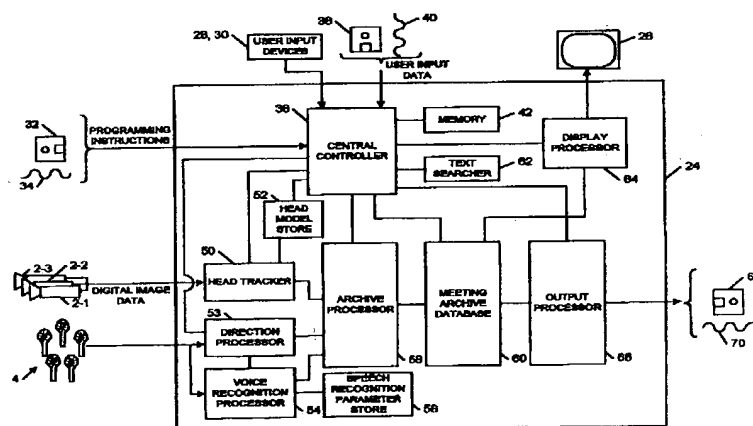 28, 30
USER INPUT
DEVICES
38
40
USER INPUT
DATA
28
32
PROGRAMMING
INSTRUCTIONS
34
36
CENTRAL
CONTROLLER
MEMORY
42
TEXT
SEARCHER
62
DISPLAY
PROCESSOR
64
24
52
HEAD
MODEL
STORE
50
HEAD TRACKER
2-3
2-2
2-1
DIGITAL IMAGE
DATA
53
DIRECTION
PROCESSOR
ARCHIVE
PROCESSOR
58
MEETING
ARCHIVE
DATABASE
60
OUTPUT
PROCESSOR
66
70
4
VOICE
RECOGNITION
PROCESSOR
54
SPEECH
RECOGNITION
PARAMETER
STORE
56